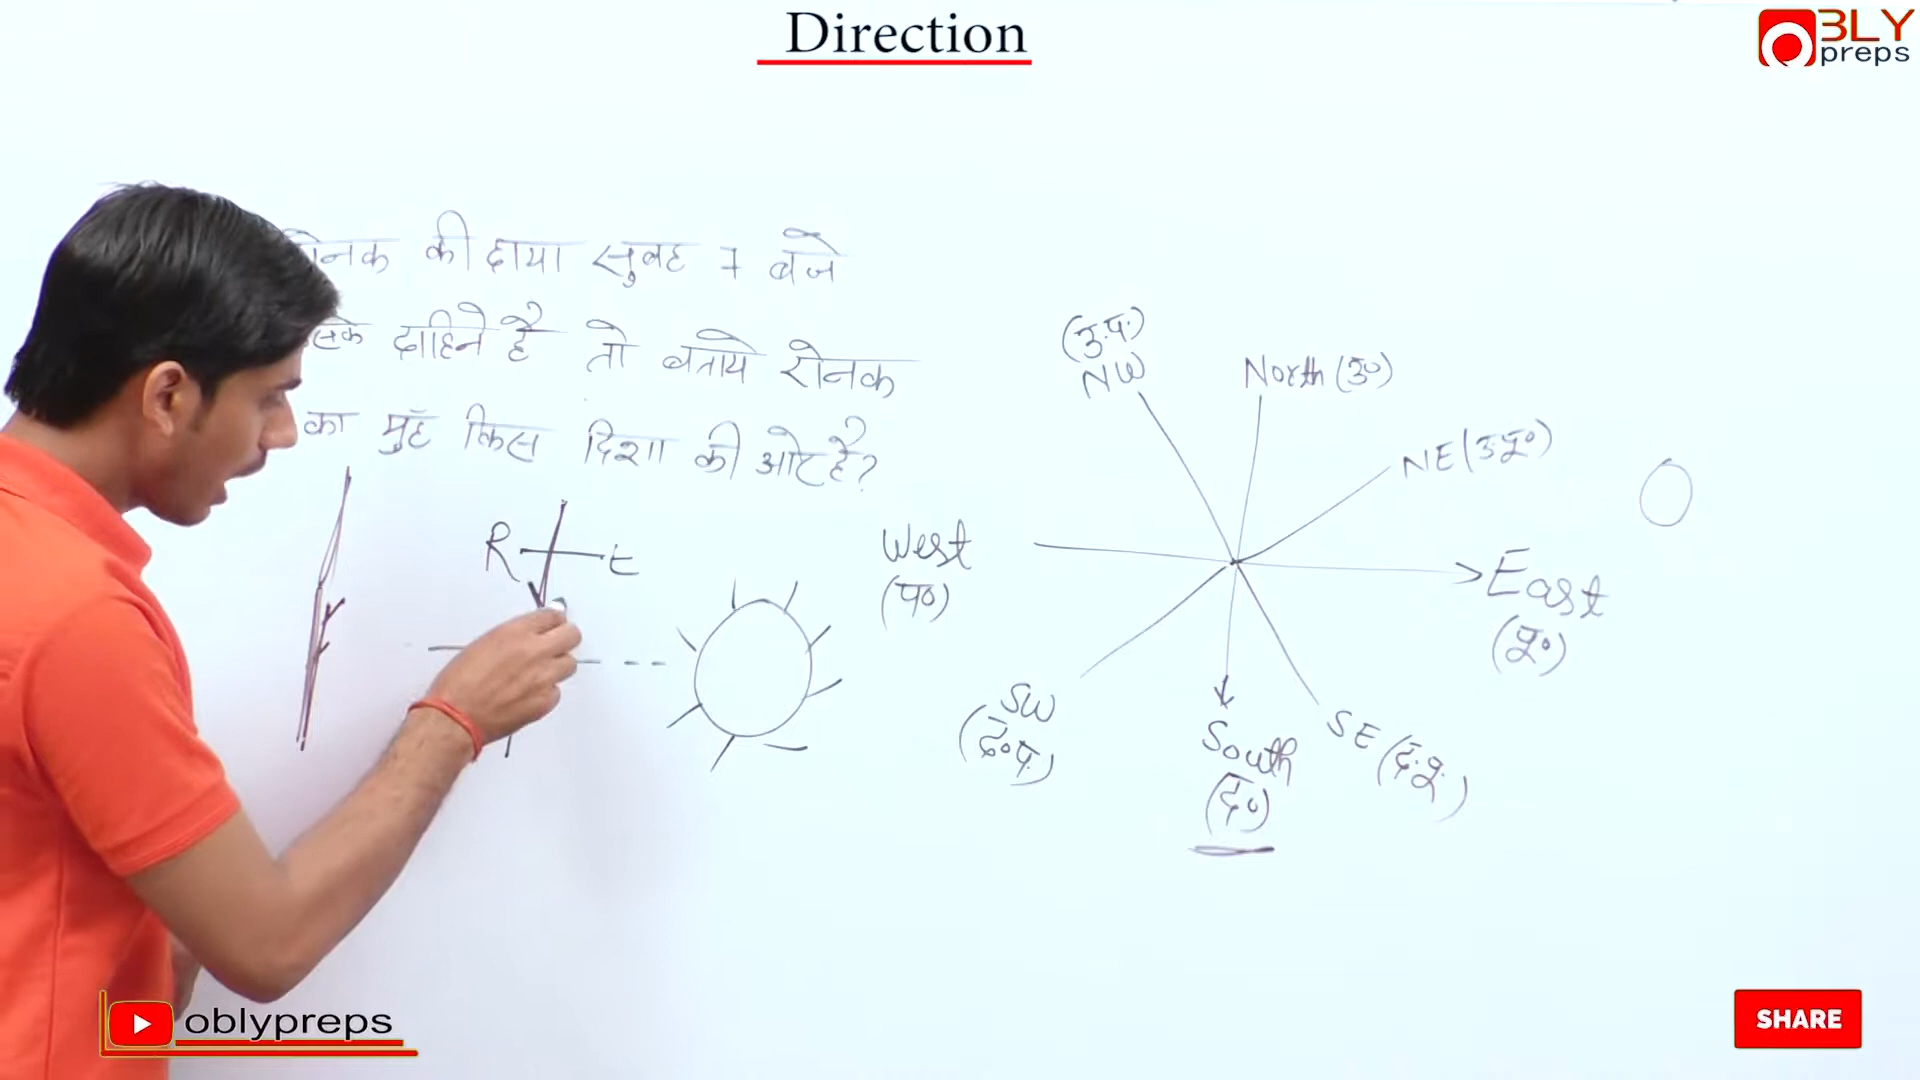 Direction
BLY
preps
की छाया सुबह 7 बजे
दाहिने है तो बताये रोनक
का मुँह किस दिशा की ओर है?
R E
(उ.प.)
NW
North (उ०)
NE (उ.पू०)
West
(प०)
East
(पू०)
SW
(द०प.)
South
(द०)
SE (द.पू.)
oblypreps
SHARE